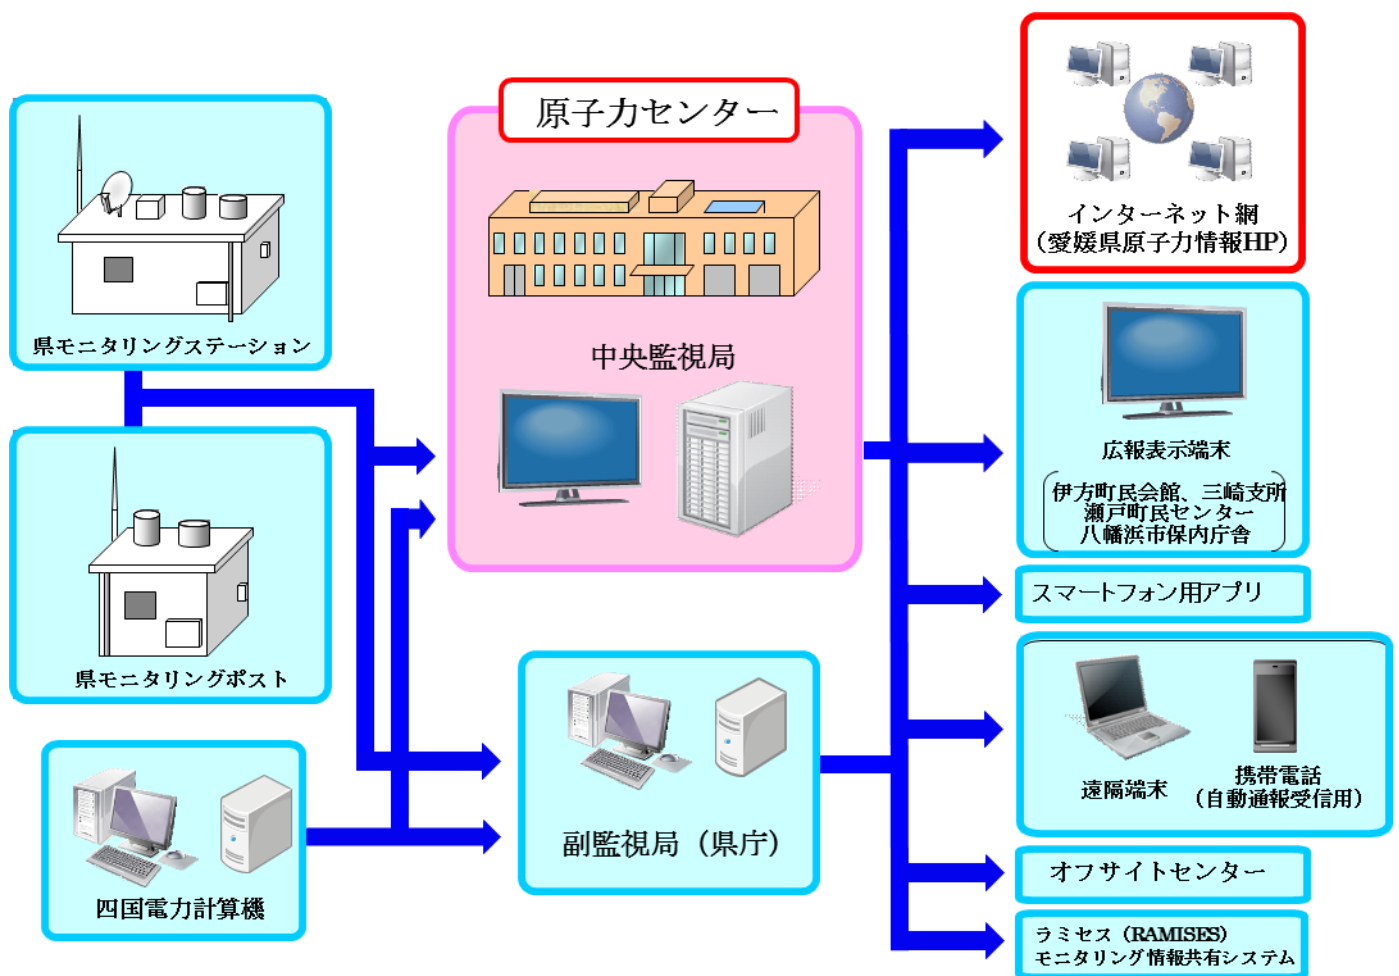 原子力センター
中央監視局
県モニタリングステーション
県モニタリングポスト
四国電力計算機
副監視局（県庁）
インターネット網
（愛媛県原子力情報HP）
広報表示端末
伊方町民会館、三崎支所
瀬戸町民センター
八幡浜市保内庁舎
スマートフォン用アプリ
遠隔端末
携帯電話
（自動通報受信用）
オフサイトセンター
ラミセス（RAMISES）
モニタリング情報共有システム